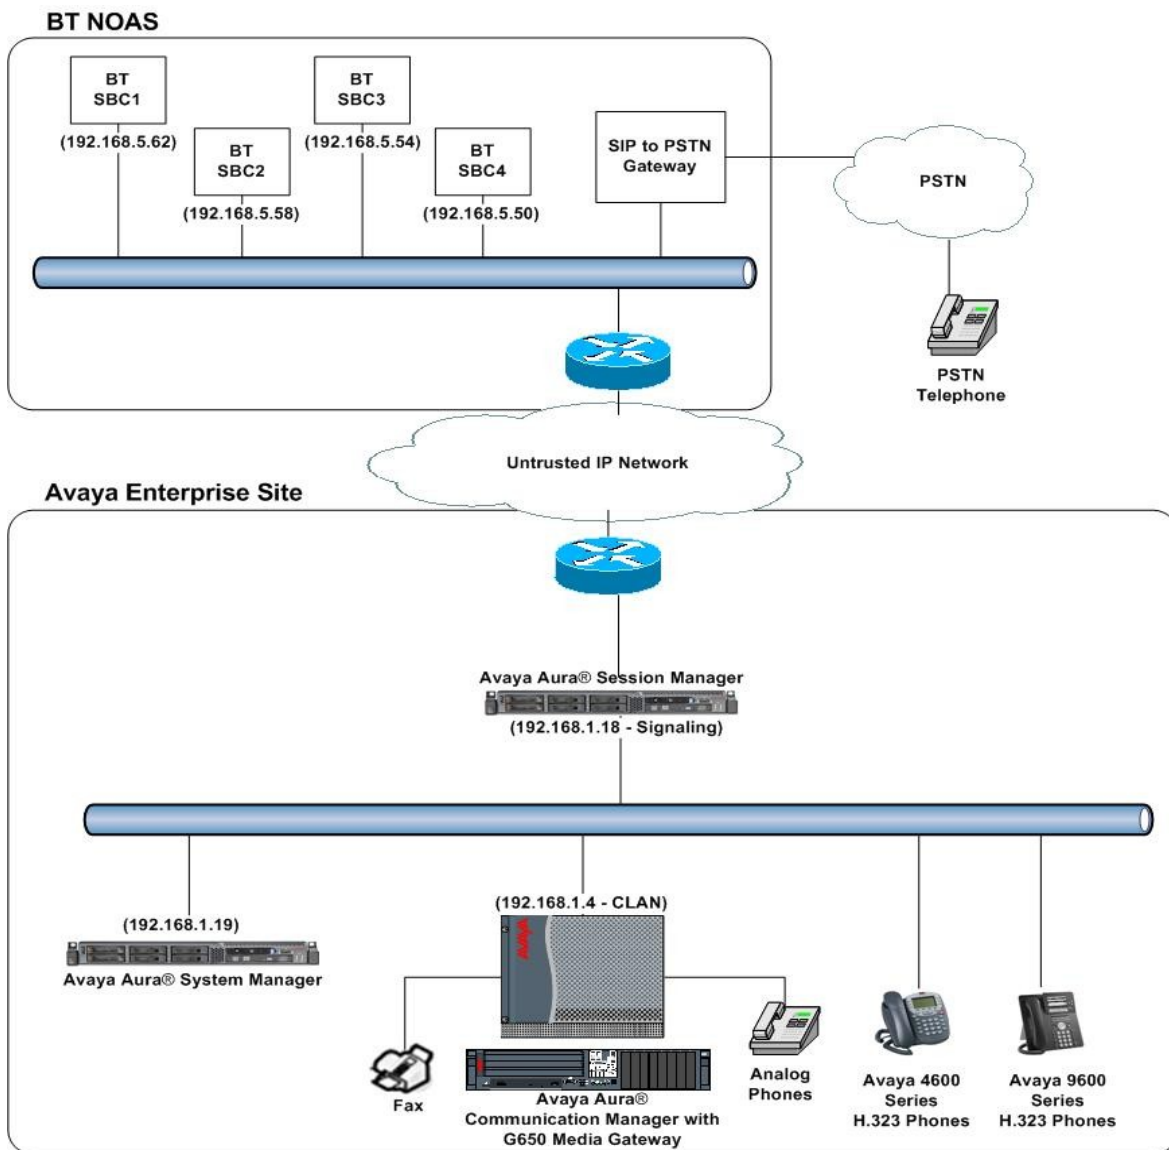 BT NOAS
BT
SBC1
(192.168.5.62)
BT
SBC2
(192.168.5.58)
BT
SBC3
(192.168.5.54)
BT
SBC4
(192.168.5.50)
SIP to PSTN
Gateway
PSTN
PSTN
Telephone
Untrusted IP Network
Avaya Enterprise Site
Avaya Aura® Session Manager
(192.168.1.18 - Signaling)
(192.168.1.19)
Avaya Aura® System Manager
(192.168.1.4 - CLAN)
AVAYA
Fax
Avaya Aura®
Communication Manager with
G650 Media Gateway
Analog
Phones
Avaya 4600
Series
H.323 Phones
Avaya 9600
Series
H.323 Phones